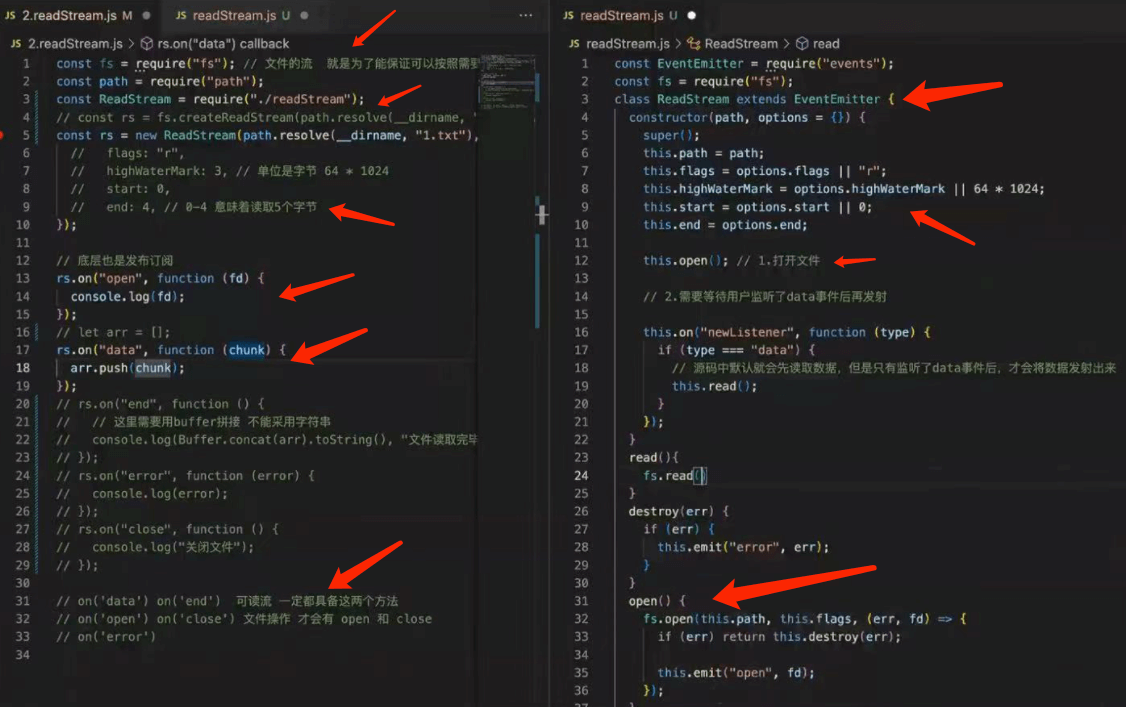 JS 2.readStream.js M
JS readStream.js U
...
JS 2.readStream.js > rs.on("data") callback
1 const fs = require("fs"); // 文件的流 就是为了能保证可以按照需要
2 const path = require("path");
3 const ReadStream = require("./readStream");
4 // const rs = fs.createReadStream(path.resolve(__dirname, "
5 const rs = new ReadStream(path.resolve(__dirname, "1.txt"),
6 // flags: "r",
7 // highWaterMark: 3, // 单位是字节 64 * 1024
8 // start: 0,
9 // end: 4, // 0~4 意味着读取5个字节
10 });
11
12 // 底层也是发布订阅
13 rs.on("open", function (fd) {
14 console.log(fd);
15 });
16 // let arr = [];
17 rs.on("data", function (chunk) {
18 arr.push(chunk);
19 });
20 // rs.on("end", function () {
21 // // 这里需要用buffer拼接 不能采用字符串
22 // console.log(Buffer.concat(arr).toString(), "文件读取完毕
23 // });
24 // rs.on("error", function (error) {
25 // console.log(error);
26 // });
27 // rs.on("close", function () {
28 // console.log("关闭文件");
29 // });
30
31 // on('data') on('end') 可读流 一定都具备这两个方法
32 // on('open') on('close') 文件操作 才会有 open 和 close
33 // on('error')
34
JS readStream.js U
JS readStream.js > ReadStream > read
1 const EventEmitter = require("events");
2 const fs = require("fs");
3 class ReadStream extends EventEmitter {
4 constructor(path, options = {}) {
5 super();
6 this.path = path;
7 this.flags = options.flags || "r";
8 this.highWaterMark = options.highWaterMark || 64 * 1024;
9 this.start = options.start || 0;
10 this.end = options.end;
11
12 this.open(); // 1.打开文件
13
14 // 2.需要等待用户监听了data事件后再发射
15
16 this.on("newListener", function (type) {
17 if (type === "data") {
18 // 源码中默认就会先读取数据，但是只有监听了data事件后，才会将数据发射出来
19 this.read();
20 }
21 });
22 }
23 read(){
24 fs.read()
25 }
26 destroy(err) {
27 if (err) {
28 this.emit("error", err);
29 }
30 }
31 open() {
32 fs.open(this.path, this.flags, (err, fd) => {
33 if (err) return this.destroy(err);
34
35 this.emit("open", fd);
36 });